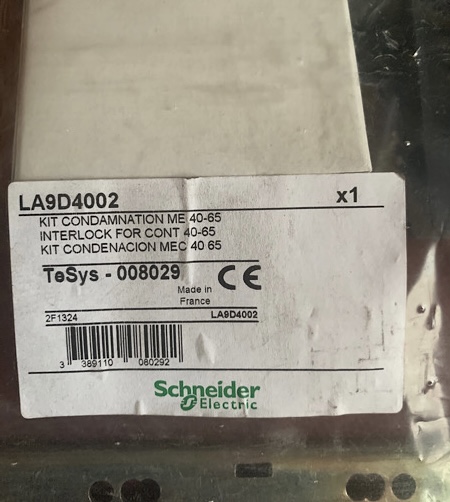 LA9D4002 x1
KIT CONDAMNATION ME 40-65
INTERLOCK FOR CONT 40-65
KIT CONDENACION MEC 40 65
TeSys - 008029 CE
Made in
France
2F1324 LA9D4002
3 389110 080292
Schneider
Electric